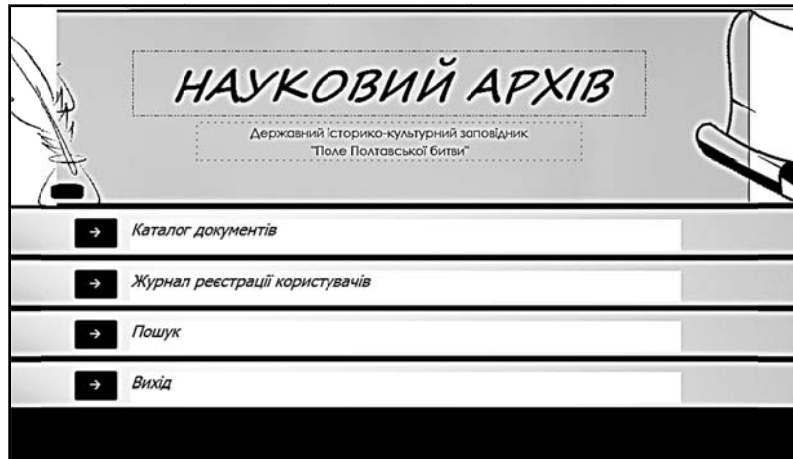 НАУКОВИЙ АРХІВ
Державний історико-культурний заповідник
"Поле Полтавської битви"
Каталог документів
Журнал реєстрації користувачів
Пошук
Вихід